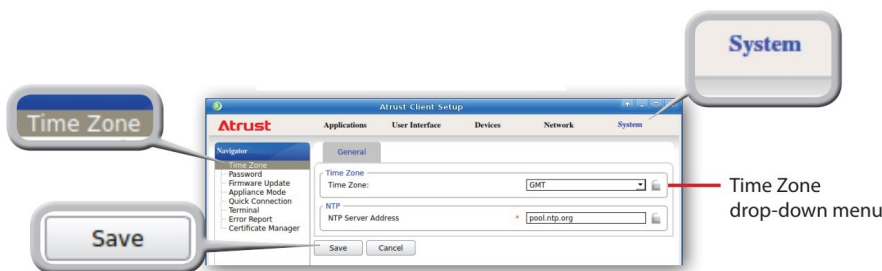 System
Time Zone
Save
Atrust Client Setup
Atrust
Applications User Interface Devices Network System
Navigator
Time Zone
Password
Firmware Update
Appliance Mode
Quick Connection
Terminal
Error Report
Certificate Manager
General
Time Zone
Time Zone: GMT
NTP
NTP Server Address * pool.ntp.org
Save Cancel
Time Zone
drop-down menu